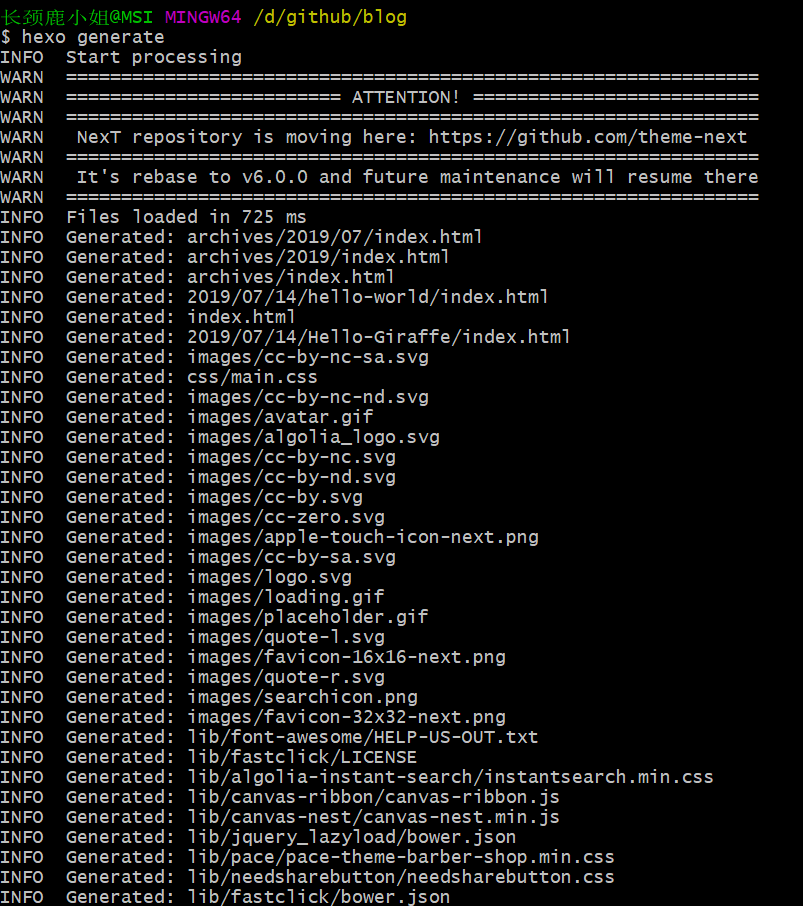 长颈鹿小姐@MSI MINGW64 /d/github/blog
$ hexo generate
INFO  Start processing
WARN  ===============================================================
WARN  ========================= ATTENTION! ==========================
WARN  ===============================================================
WARN   NexT repository is moving here: https://github.com/theme-next
WARN  ===============================================================
WARN   It's rebase to v6.0.0 and future maintenance will resume there
WARN  ===============================================================
INFO  Files loaded in 725 ms
INFO  Generated: archives/2019/07/index.html
INFO  Generated: archives/2019/index.html
INFO  Generated: archives/index.html
INFO  Generated: 2019/07/14/hello-world/index.html
INFO  Generated: index.html
INFO  Generated: 2019/07/14/Hello-Giraffe/index.html
INFO  Generated: images/cc-by-nc-sa.svg
INFO  Generated: css/main.css
INFO  Generated: images/cc-by-nc-nd.svg
INFO  Generated: images/avatar.gif
INFO  Generated: images/algolia_logo.svg
INFO  Generated: images/cc-by-nc.svg
INFO  Generated: images/cc-by-nd.svg
INFO  Generated: images/cc-by.svg
INFO  Generated: images/cc-zero.svg
INFO  Generated: images/apple-touch-icon-next.png
INFO  Generated: images/cc-by-sa.svg
INFO  Generated: images/logo.svg
INFO  Generated: images/loading.gif
INFO  Generated: images/placeholder.gif
INFO  Generated: images/quote-l.svg
INFO  Generated: images/favicon-16x16-next.png
INFO  Generated: images/quote-r.svg
INFO  Generated: images/searchicon.png
INFO  Generated: images/favicon-32x32-next.png
INFO  Generated: lib/font-awesome/HELP-US-OUT.txt
INFO  Generated: lib/fastclick/LICENSE
INFO  Generated: lib/algolia-instant-search/instantsearch.min.css
INFO  Generated: lib/canvas-ribbon/canvas-ribbon.js
INFO  Generated: lib/canvas-nest/canvas-nest.min.js
INFO  Generated: lib/jquery_lazyload/bower.json
INFO  Generated: lib/pace/pace-theme-barber-shop.min.css
INFO  Generated: lib/needsharebutton/needsharebutton.css
INFO  Generated: lib/fastclick/bower.json